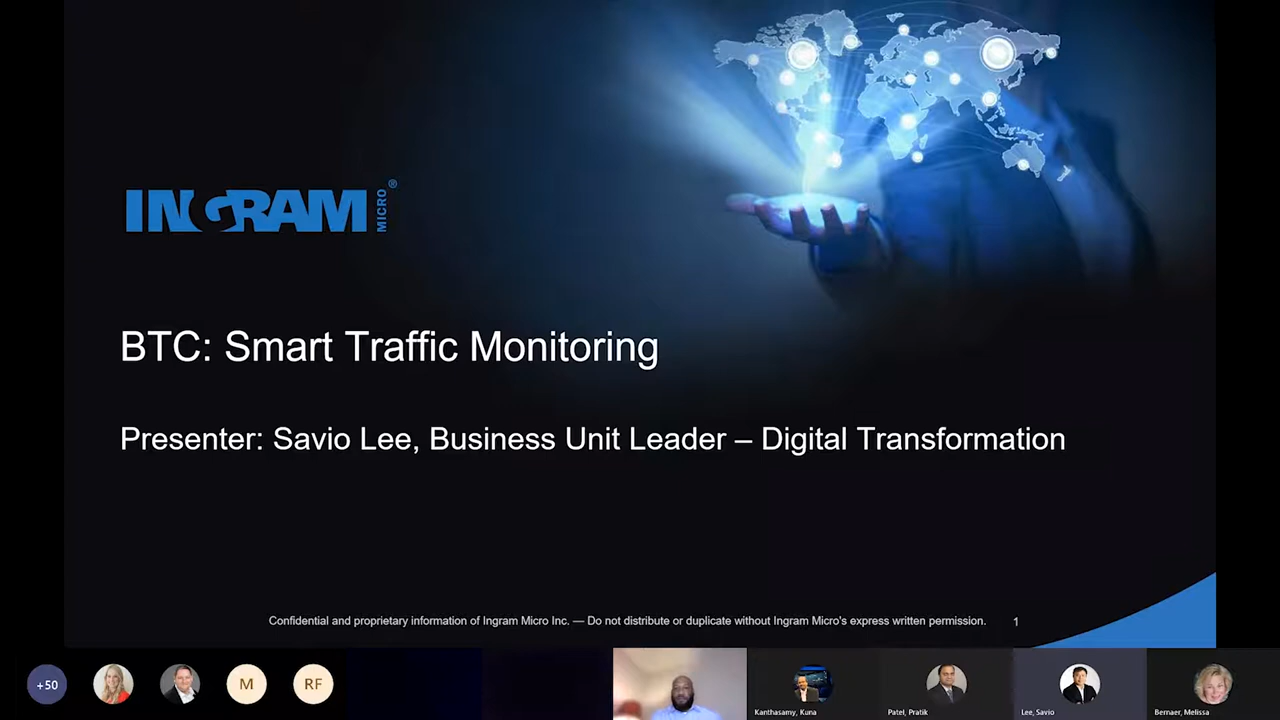 INGRAM MICRO®
BTC: Smart Traffic Monitoring
Presenter: Savio Lee, Business Unit Leader – Digital Transformation
Confidential and proprietary information of Ingram Micro Inc. — Do not distribute or duplicate without Ingram Micro's express written permission. 1
+50
M
RF
Kanthasamy, Kuna
Patel, Pratik
Lee, Savio
Bernaer, Melissa